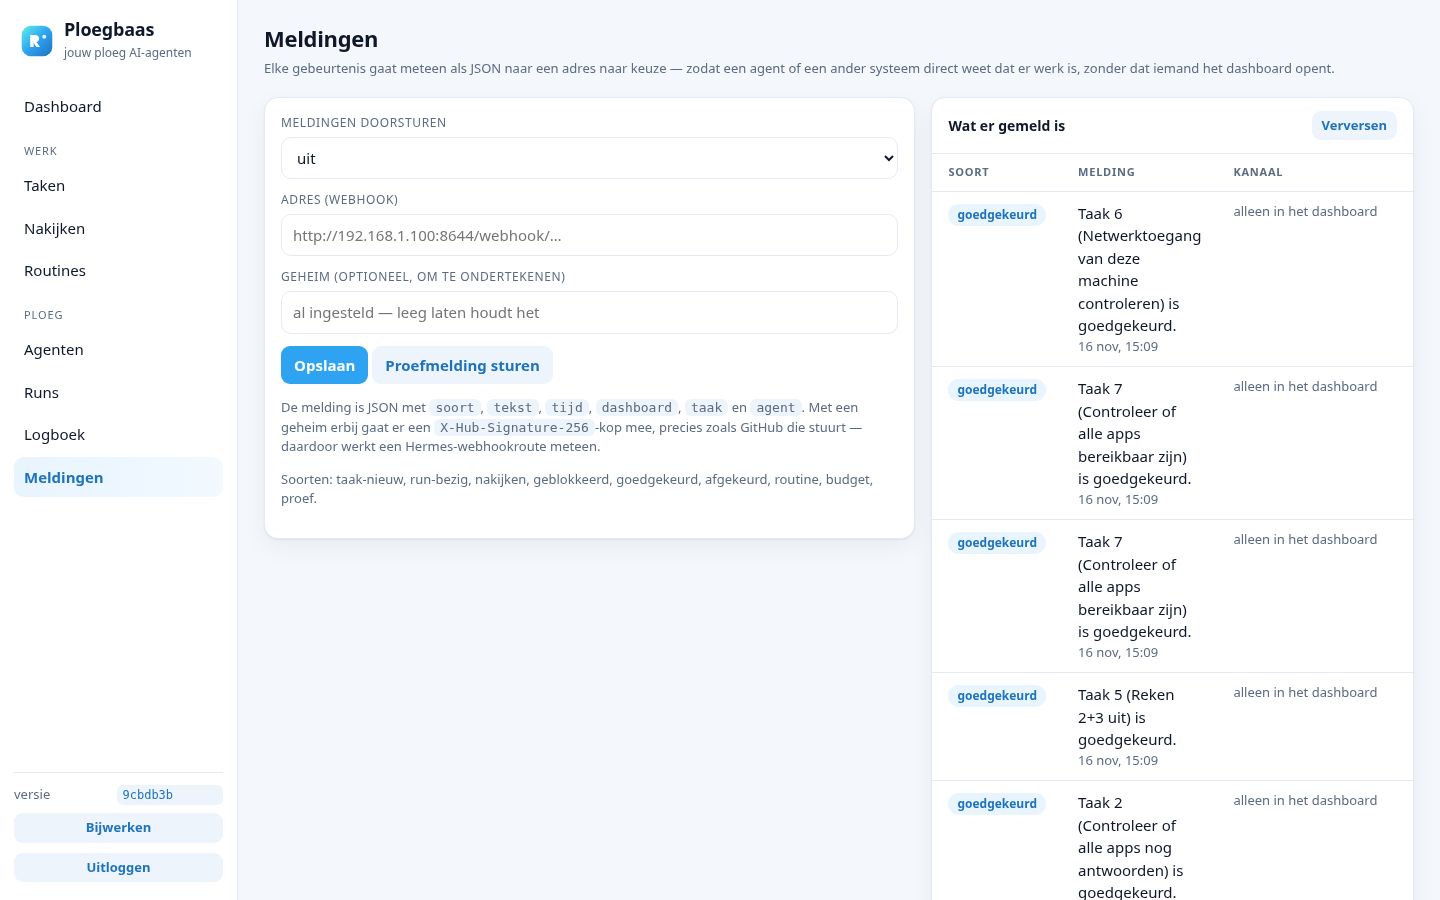 Ploegbaas
jouw ploeg AI-agenten
Dashboard
WERK
Taken
Nakijken
Routines
PLOEG
Agenten
Runs
Logboek
Meldingen
versie 9cbdb3b
Bijwerken
Uitloggen
Meldingen
Elke gebeurtenis gaat meteen als JSON naar een adres naar keuze — zodat een agent of een ander systeem direct weet dat er werk is, zonder dat iemand het dashboard opent.
MELDINGEN DOORSTUREN
uit
ADRES (WEBHOOK)
http://192.168.1.100:8644/webhook/...
GEHEIM (OPTIONEEL, OM TE ONDERTEKENEN)
al ingesteld — leeg laten houdt het
Opslaan Proefmelding sturen
De melding is JSON met soort, tekst, tijd, dashboard, taak en agent. Met een
geheim erbij gaat er een X-Hub-Signature-256-kop mee, precies zoals GitHub die stuurt —
daardoor werkt een Hermes-webhookroute meteen.
Soorten: taak-nieuw, run-bezig, nakijken, geblokkeerd, goedgekeurd, afgekeurd, routine, budget,
proef.
Wat er gemeld is Verversen
SOORT MELDING KANAAL
goedgekeurd Taak 6 alleen in het dashboard
(Netwerktoegang
van deze
machine
controleren) is
goedgekeurd.
16 nov, 15:09
goedgekeurd Taak 7 alleen in het dashboard
(Controleer of
alle apps
bereikbaar zijn)
is goedgekeurd.
16 nov, 15:09
goedgekeurd Taak 7 alleen in het dashboard
(Controleer of
alle apps
bereikbaar zijn)
is goedgekeurd.
16 nov, 15:09
goedgekeurd Taak 5 (Reken alleen in het dashboard
2+3 uit) is
goedgekeurd.
16 nov, 15:09
goedgekeurd Taak 2 alleen in het dashboard
(Controleer of
alle apps nog
antwoorden) is
goedgekeurd.